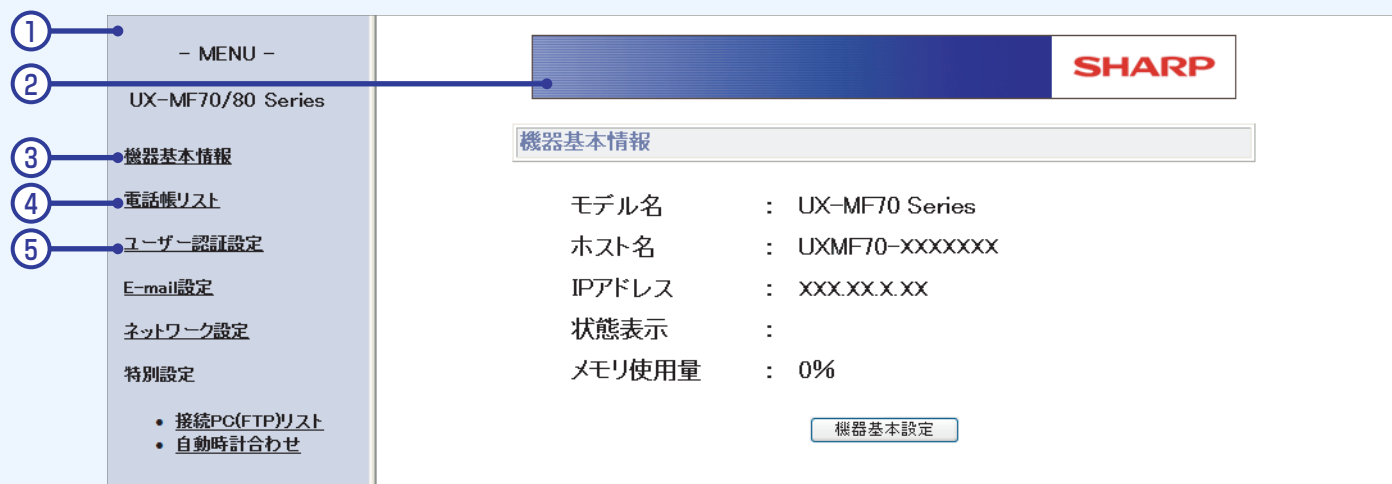 ①
– MENU –
②
UX-MF70/80 Series
③
機器基本情報
④
電話帳リスト
⑤
ユーザー認証設定
E-mail設定
ネットワーク設定
特別設定
• 接続PC(FTP)リスト
• 自動時計合わせ
SHARP
機器基本情報
モデル名 : UX-MF70 Series
ホスト名 : UXMF70-XXXXXXX
IPアドレス : XXX.XX.X.XX
状態表示 :
メモリ使用量 : 0%
機器基本設定